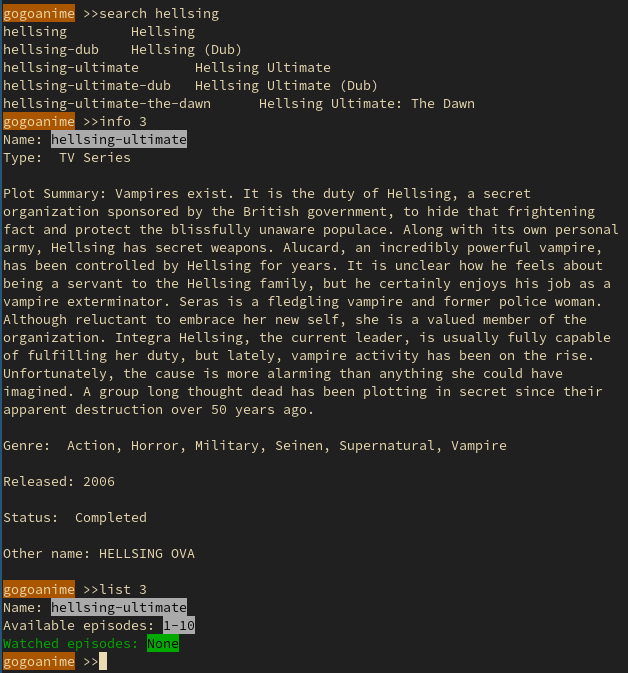 gogoanime >>search hellsing
hellsing        Hellsing
hellsing-dub    Hellsing (Dub)
hellsing-ultimate       Hellsing Ultimate
hellsing-ultimate-dub   Hellsing Ultimate (Dub)
hellsing-ultimate-the-dawn      Hellsing Ultimate: The Dawn
gogoanime >>info 3
Name: hellsing-ultimate
Type:  TV Series
Plot Summary: Vampires exist. It is the duty of Hellsing, a secret
organization sponsored by the British government, to hide that frightening
fact and protect the blissfully unaware populace. Along with its own personal
army, Hellsing has secret weapons. Alucard, an incredibly powerful vampire,
has been controlled by Hellsing for years. It is unclear how he feels about
being a servant to the Hellsing family, but he certainly enjoys his job as a
vampire exterminator. Seras is a fledgling vampire and former police woman.
Although reluctant to embrace her new self, she is a valued member of the
organization. Integra Hellsing, the current leader, is usually fully capable
of fulfilling her duty, but lately, vampire activity has been on the rise.
Unfortunately, the cause is more alarming than anything she could have
imagined. A group long thought dead has been plotting in secret since their
apparent destruction over 50 years ago.
Genre:  Action, Horror, Military, Seinen, Supernatural, Vampire
Released: 2006
Status:  Completed
Other name: HELLSING OVA
gogoanime >>list 3
Name: hellsing-ultimate
Available episodes: 1-10
Watched episodes: None
gogoanime >>